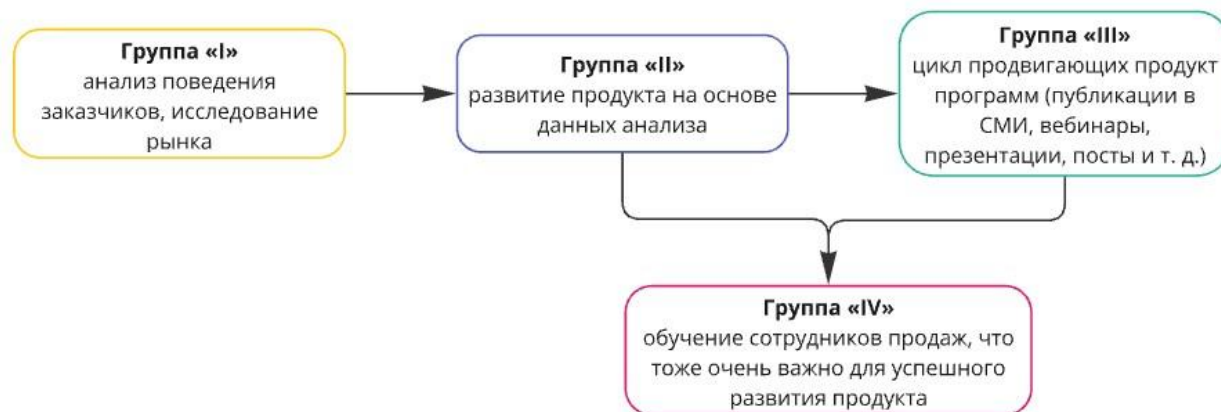 Группа «I»
анализ поведения
заказчиков, исследование
рынка
Группа «II»
развитие продукта на основе
данных анализа
Группа «III»
цикл продвигающих продукт
программ (публикации в
СМИ, вебинары,
презентации, посты и т. д.)
Группа «IV»
обучение сотрудников продаж, что
тоже очень важно для успешного
развития продукта